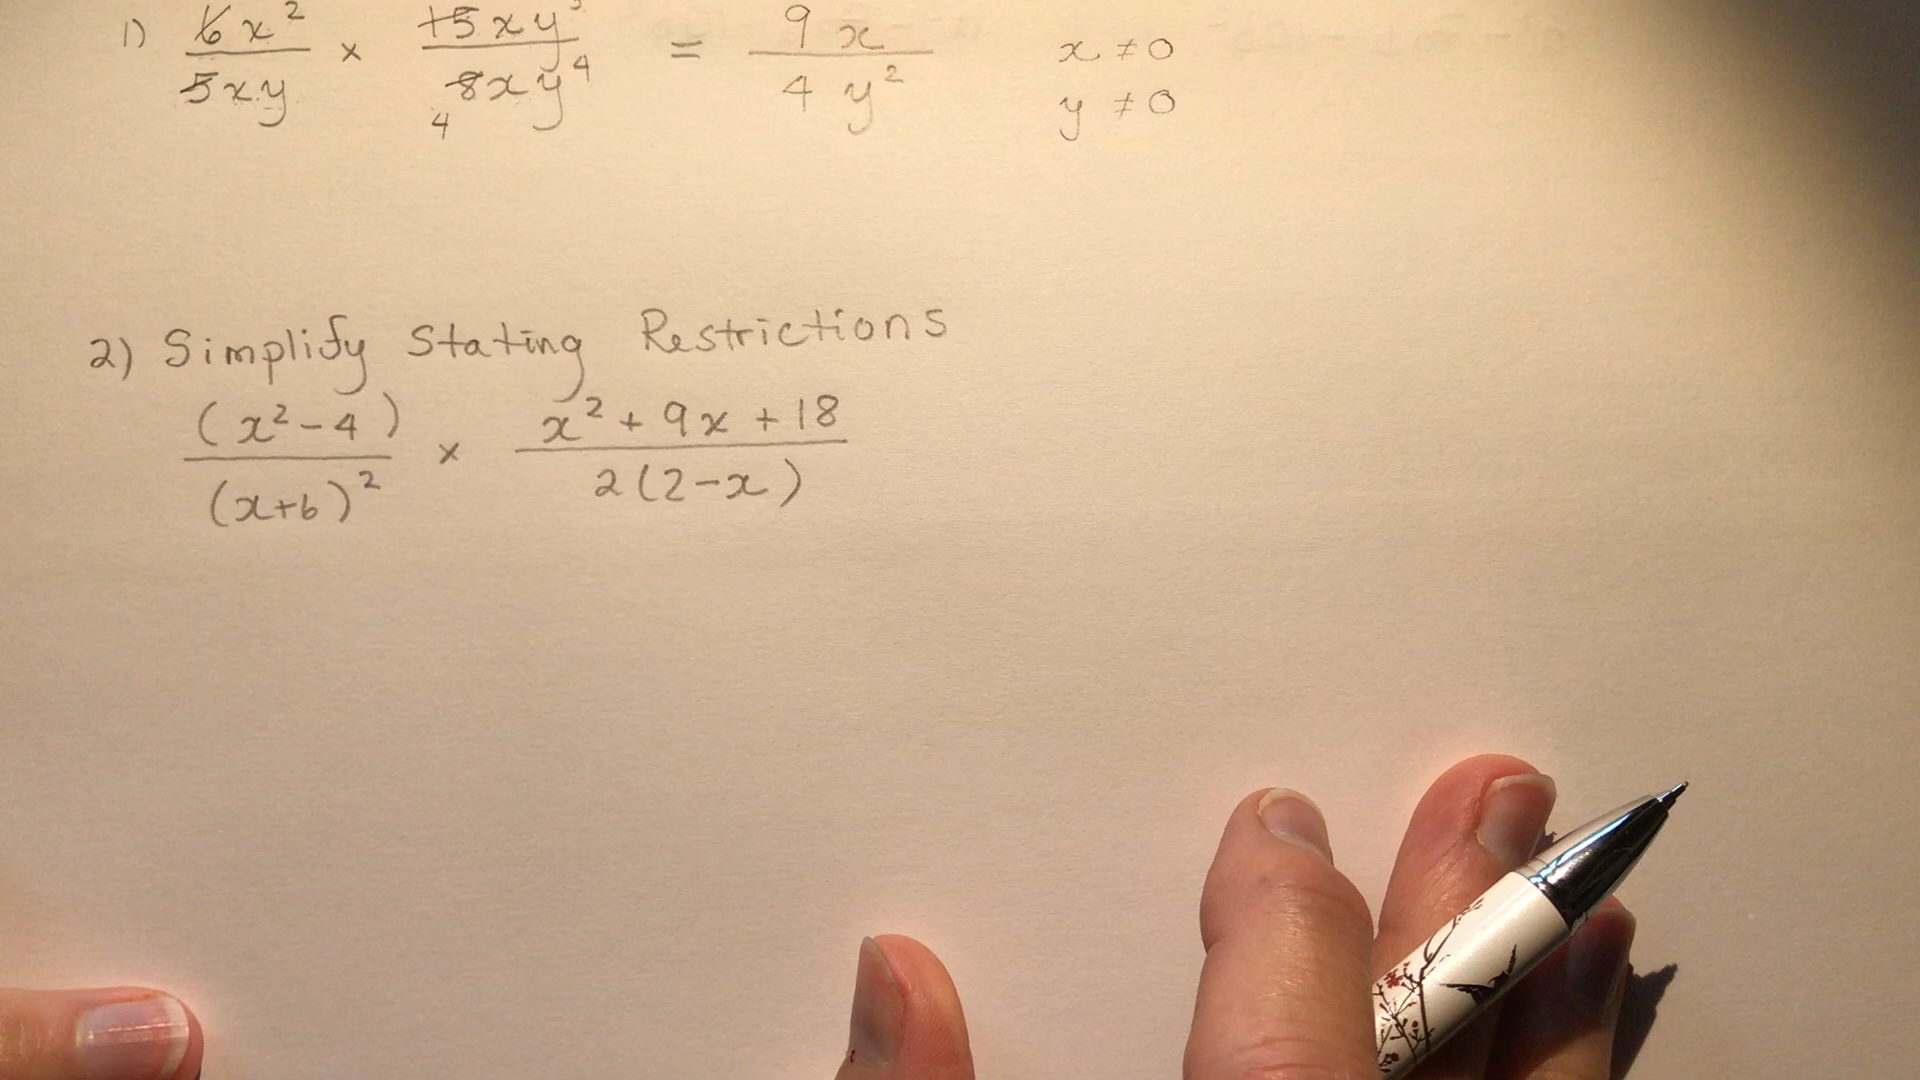 1) 6x² / 5xy × 15xy³ / 8xy⁴ 4 = 9x / 4y² x ≠ 0
y ≠ 0
2) Simplify Stating Restrictions
(x²-4) / (x+6)² × x²+9x+18 / 2(2-x)